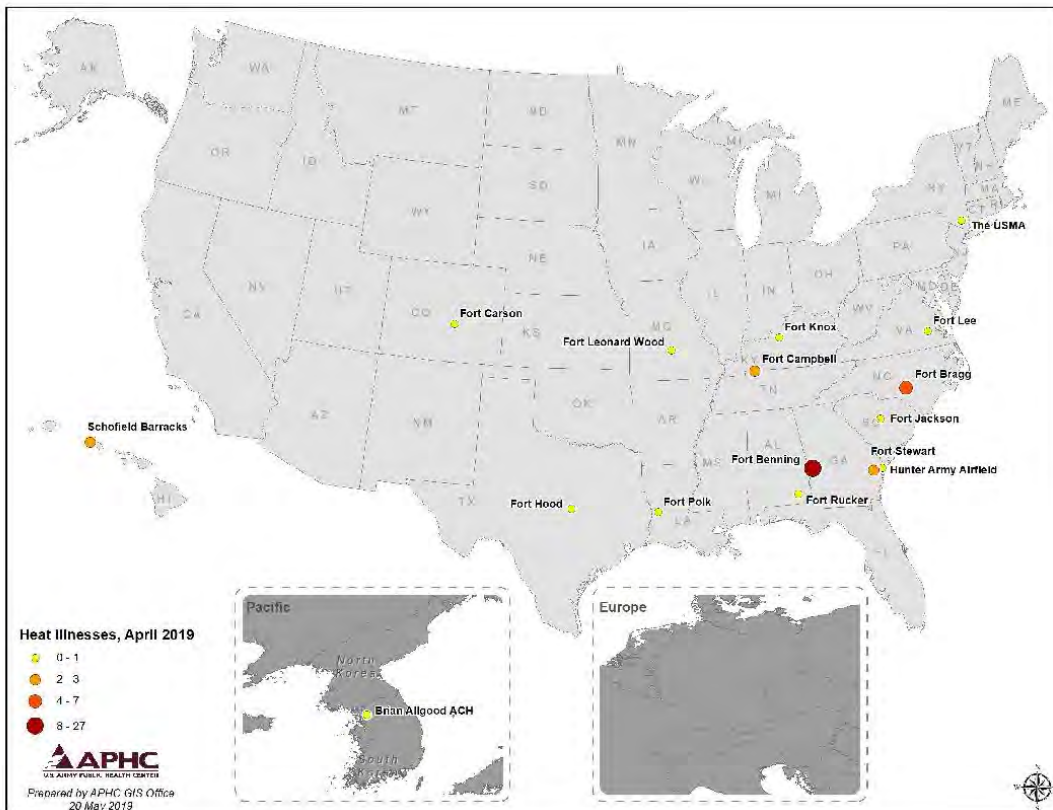 AK
WA
MT
ND
MN
ME
OR
ID
SD
WI
MI
MI
VT
NH
NY
MA
CT
RI
WY
IA
The USMA
NE
PA
NJ
NV
UT
IL
IN
OH
MD
DE
CA
CO
Fort Carson
KS
MO
WV
VA
Fort Lee
Fort Knox
Fort Leonard Wood
KY
Fort Campbell
TN
NC
Fort Bragg
AZ
NM
OK
AR
SC
Fort Jackson
Schofield Barracks
HI
MS
AL
GA
Fort Stewart
Fort Benning
Hunter Army Airfield
TX
Fort Hood
Fort Polk
LA
Fort Rucker
FL
Pacific
North
Korea
Brian Allgood ACH
South
Korea
Europe
Heat Illnesses, April 2019
0 - 1
2 - 3
4 - 7
8 - 27
APHC
U.S. ARMY PUBLIC HEALTH CENTER
Prepared by APHC GIS Office
20 May 2019